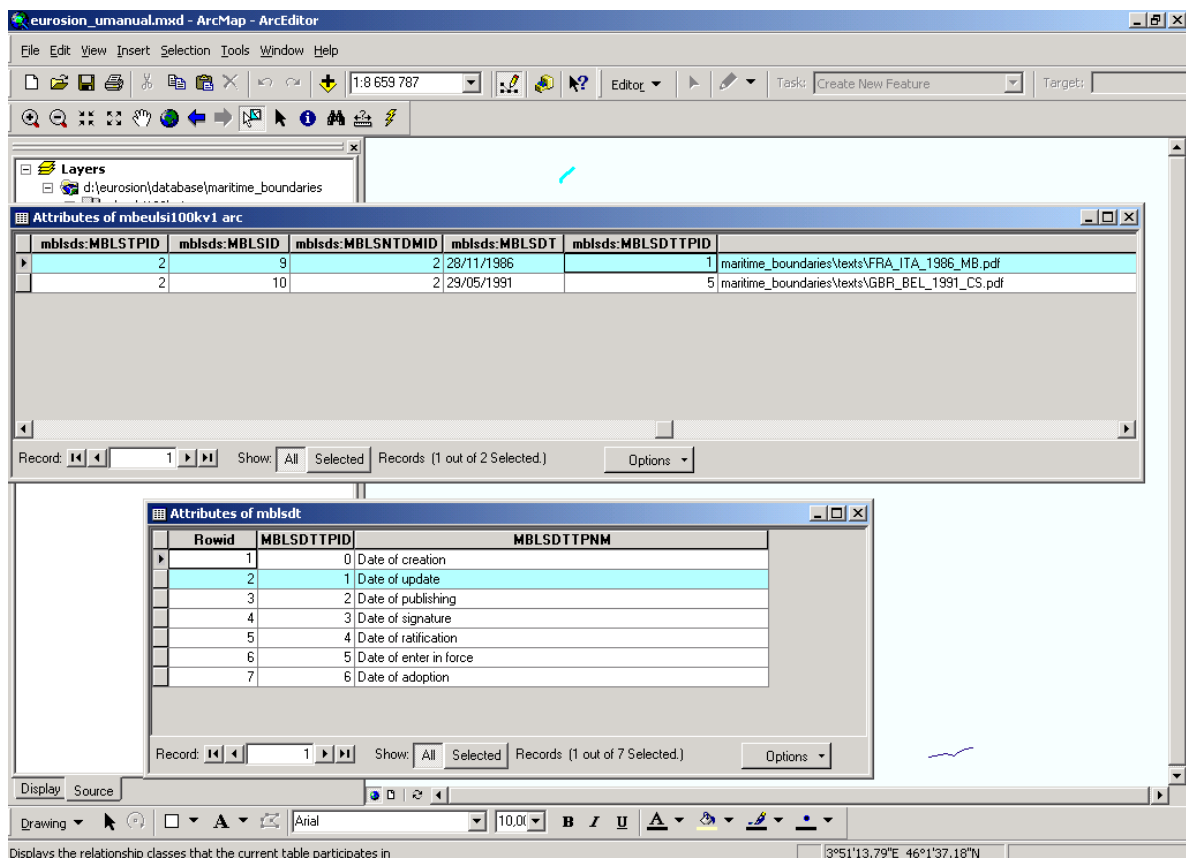 eurosion_umanual.mxd - ArcMap - ArcEditor
File Edit View Insert Selection Tools Window Help
1:8 659 787 Editor Task: Create New Feature Target:
Layers
d:\eurosion\database\maritime_boundaries
Attributes of mbeulsi100kv1 arc
mblsds:MBLSTPID mblsds:MBLSID mblsds:MBLSNTDMID mblsds:MBLSDT mblsds:MBLSDTTPID
2 9 2 28/11/1986 1 maritime_boundaries\texts\FRA_ITA_1986_MB.pdf
2 10 2 29/05/1991 5 maritime_boundaries\texts\GBR_BEL_1991_CS.pdf
Record: 1 Show: All Selected Records (1 out of 2 Selected.) Options
Attributes of mblsdt
Rowid MBLSDTTPID MBLSDTTPNM
1 0 Date of creation
2 1 Date of update
3 2 Date of publishing
4 3 Date of signature
5 4 Date of ratification
6 5 Date of enter in force
7 6 Date of adoption
Record: 1 Show: All Selected Records (1 out of 7 Selected.) Options
Display Source
Drawing A Arial 10,0 B I U A
Displays the relationship classes that the current table participates in 3°51'13.79"E 46°1'37.18"N